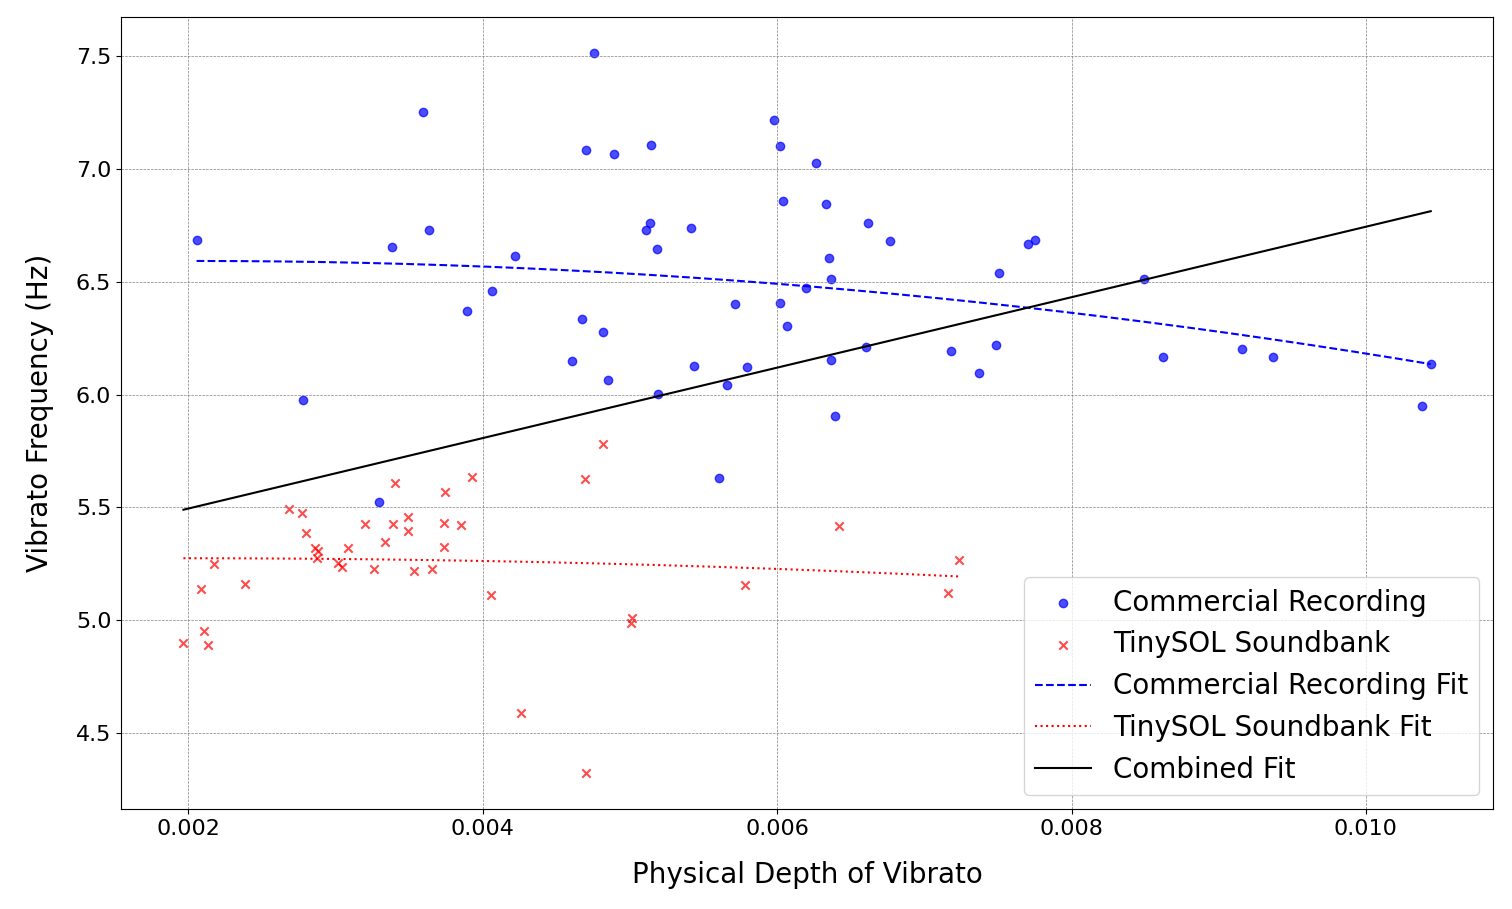 7.5
7.0
6.5
6.0
5.5
5.0
4.5
Vibrato Frequency (Hz)
0.002 0.004 0.006 0.008 0.010
Physical Depth of Vibrato
Commercial Recording
TinySOL Soundbank
Commercial Recording Fit
TinySOL Soundbank Fit
Combined Fit